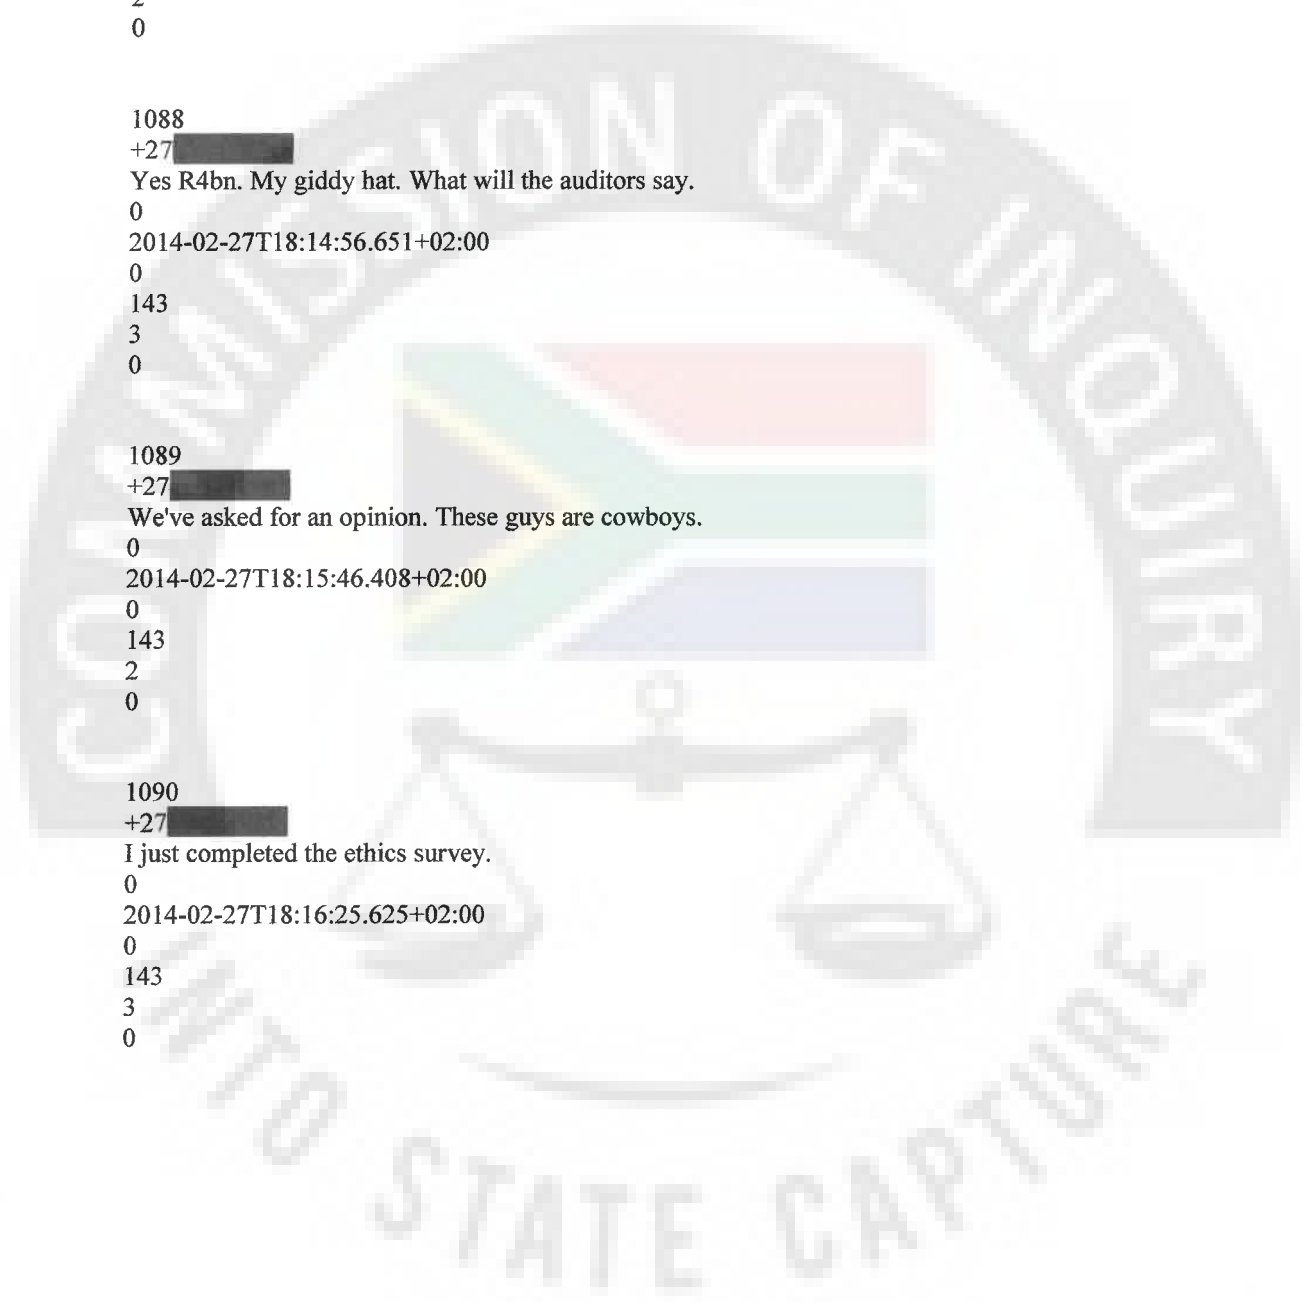 2
0
1088
+27
Yes R4bn. My giddy hat. What will the auditors say.
0
2014-02-27T18:14:56.651+02:00
0
143
3
0
1089
+27
We've asked for an opinion. These guys are cowboys.
0
2014-02-27T18:15:46.408+02:00
0
143
2
0
1090
+27
I just completed the ethics survey.
0
2014-02-27T18:16:25.625+02:00
0
143
3
0
COMMISSION OF INQUIRY
INTO STATE CAPTURE